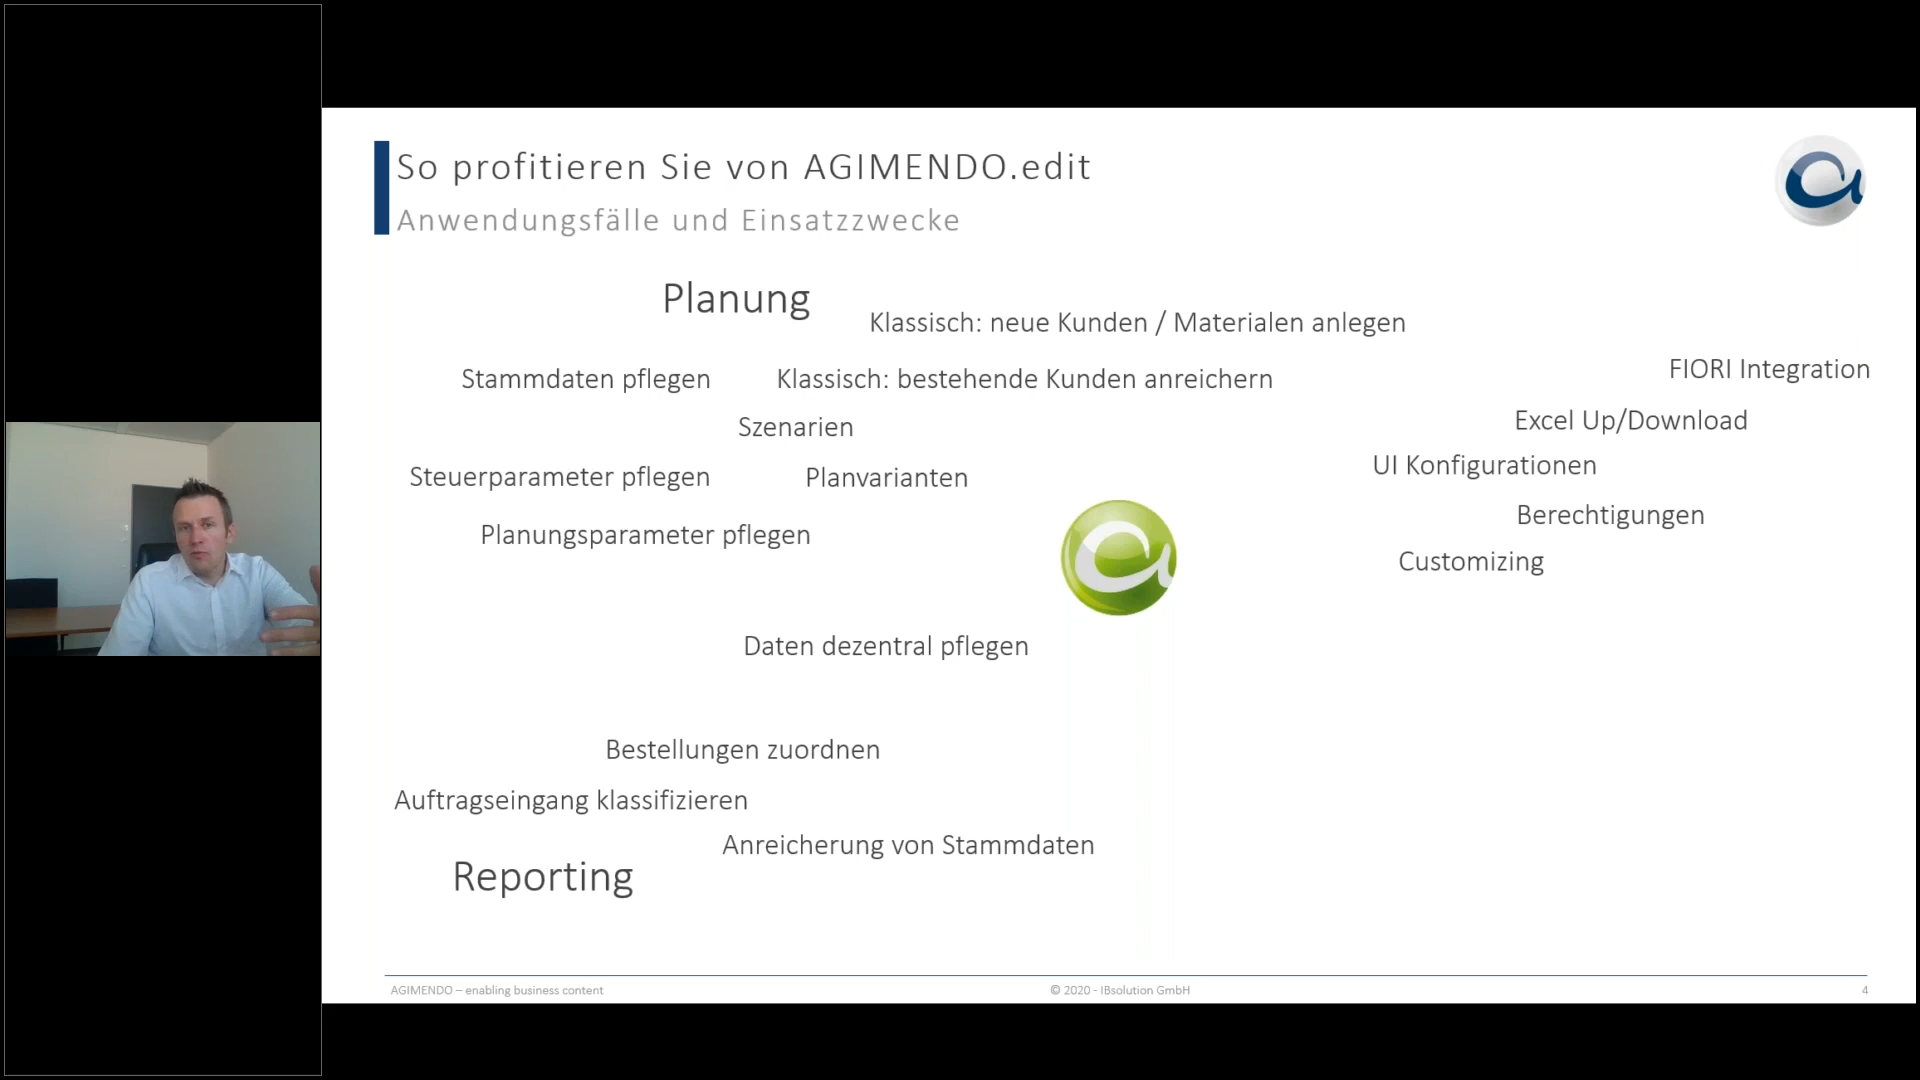 So profitieren Sie von AGIMENDO.edit
Anwendungsfälle und Einsatzzwecke
Planung
Klassisch: neue Kunden / Materialen anlegen
Stammdaten pflegen
Klassisch: bestehende Kunden anreichern
FIORI Integration
Szenarien
Excel Up/Download
Steuerparameter pflegen
Planvarianten
UI Konfigurationen
Planungsparameter pflegen
Berechtigungen
Customizing
Daten dezentral pflegen
Bestellungen zuordnen
Auftragseingang klassifizieren
Anreicherung von Stammdaten
Reporting
AGIMENDO – enabling business content
© 2020 - IBsolution GmbH
4